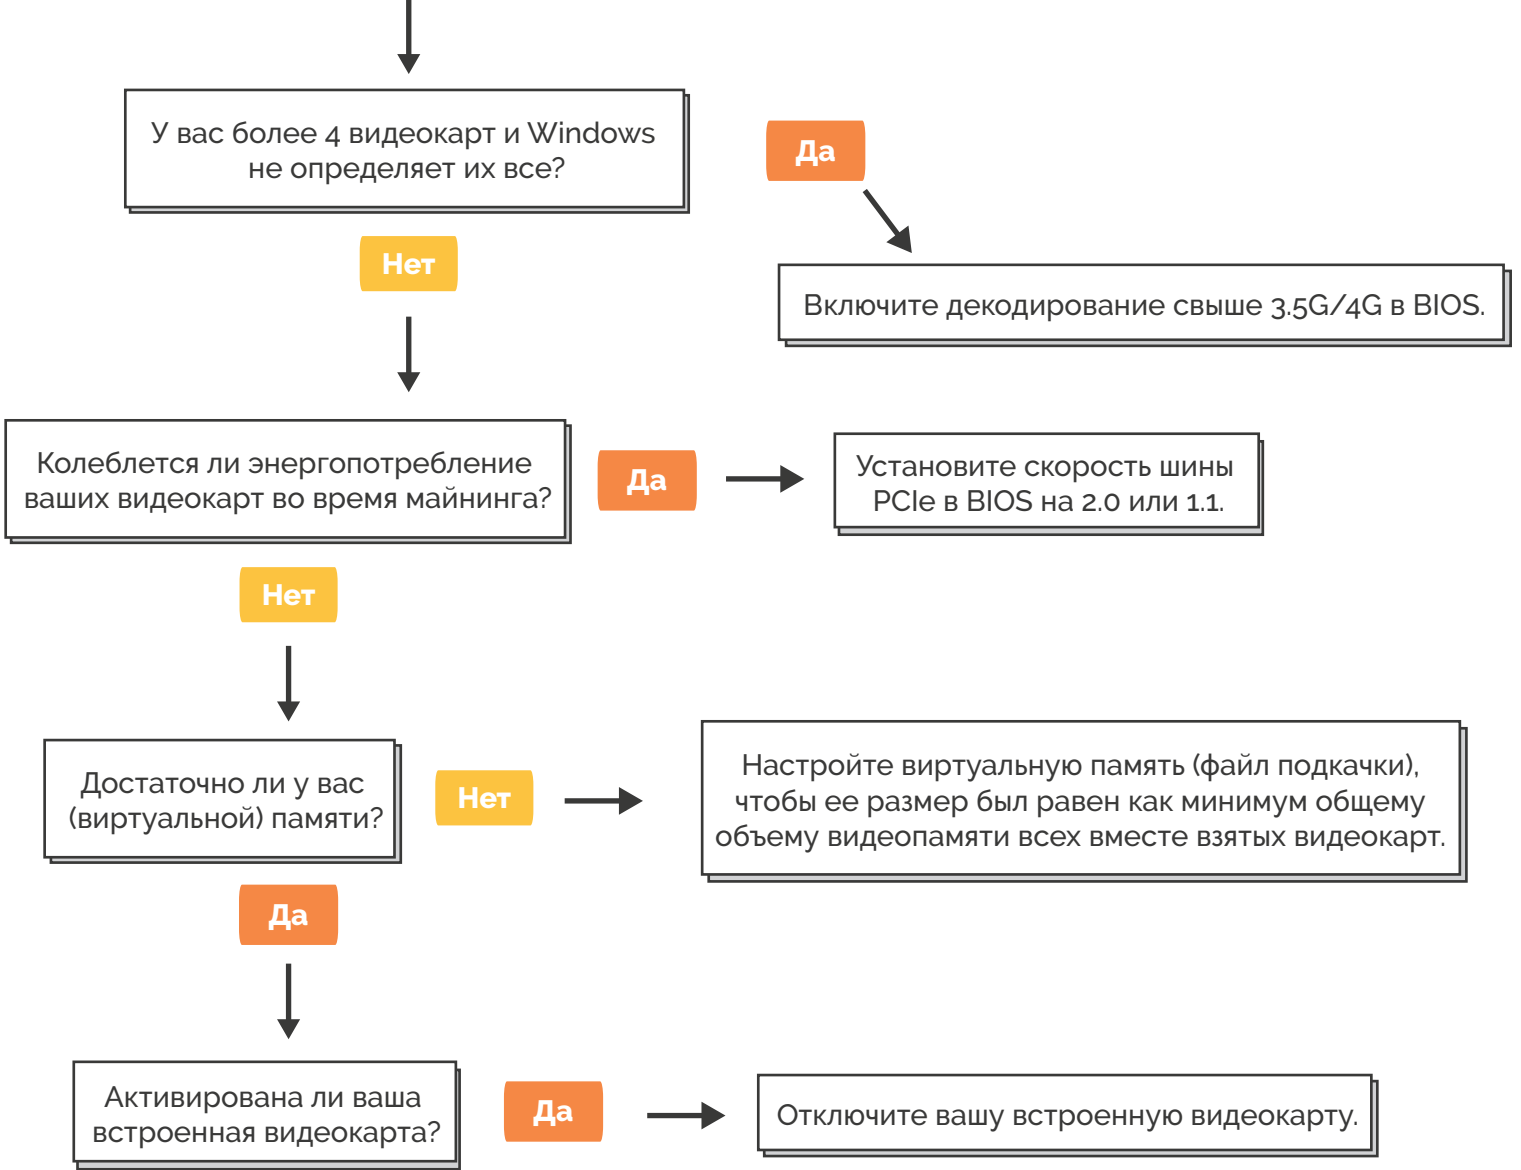 У вас более 4 видеокарт и Windows
не определяет их все?
Да
Нет
Включите декодирование свыше 3.5G/4G в BIOS.
Колеблется ли энергопотребление
ваших видеокарт во время майнинга?
Да
Установите скорость шины
PCIe в BIOS на 2.0 или 1.1.
Нет
Достаточно ли у вас
(виртуальной) памяти?
Нет
Настройте виртуальную память (файл подкачки),
чтобы ее размер был равен как минимум общему
объему видеопамяти всех вместе взятых видеокарт.
Да
Активирована ли ваша
встроенная видеокарта?
Да
Отключите вашу встроенную видеокарту.